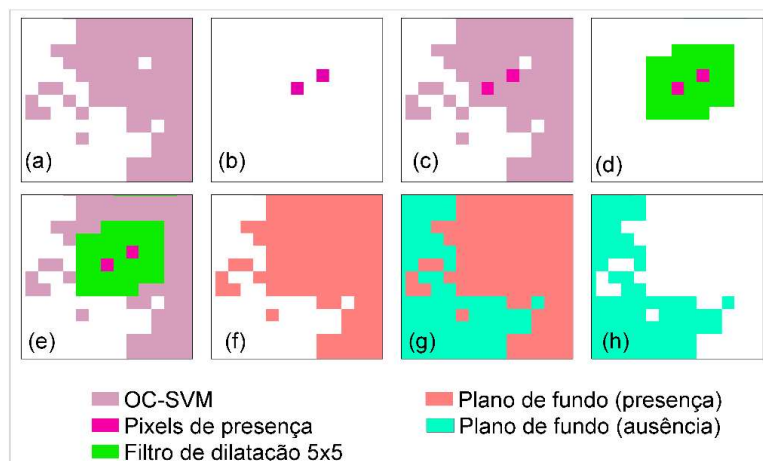 (a)
(b)
(c)
(d)
(e)
(f)
(g)
(h)
OC-SVM
Pixels de presença
Filtro de dilatação 5x5
Plano de fundo (presença)
Plano de fundo (ausência)